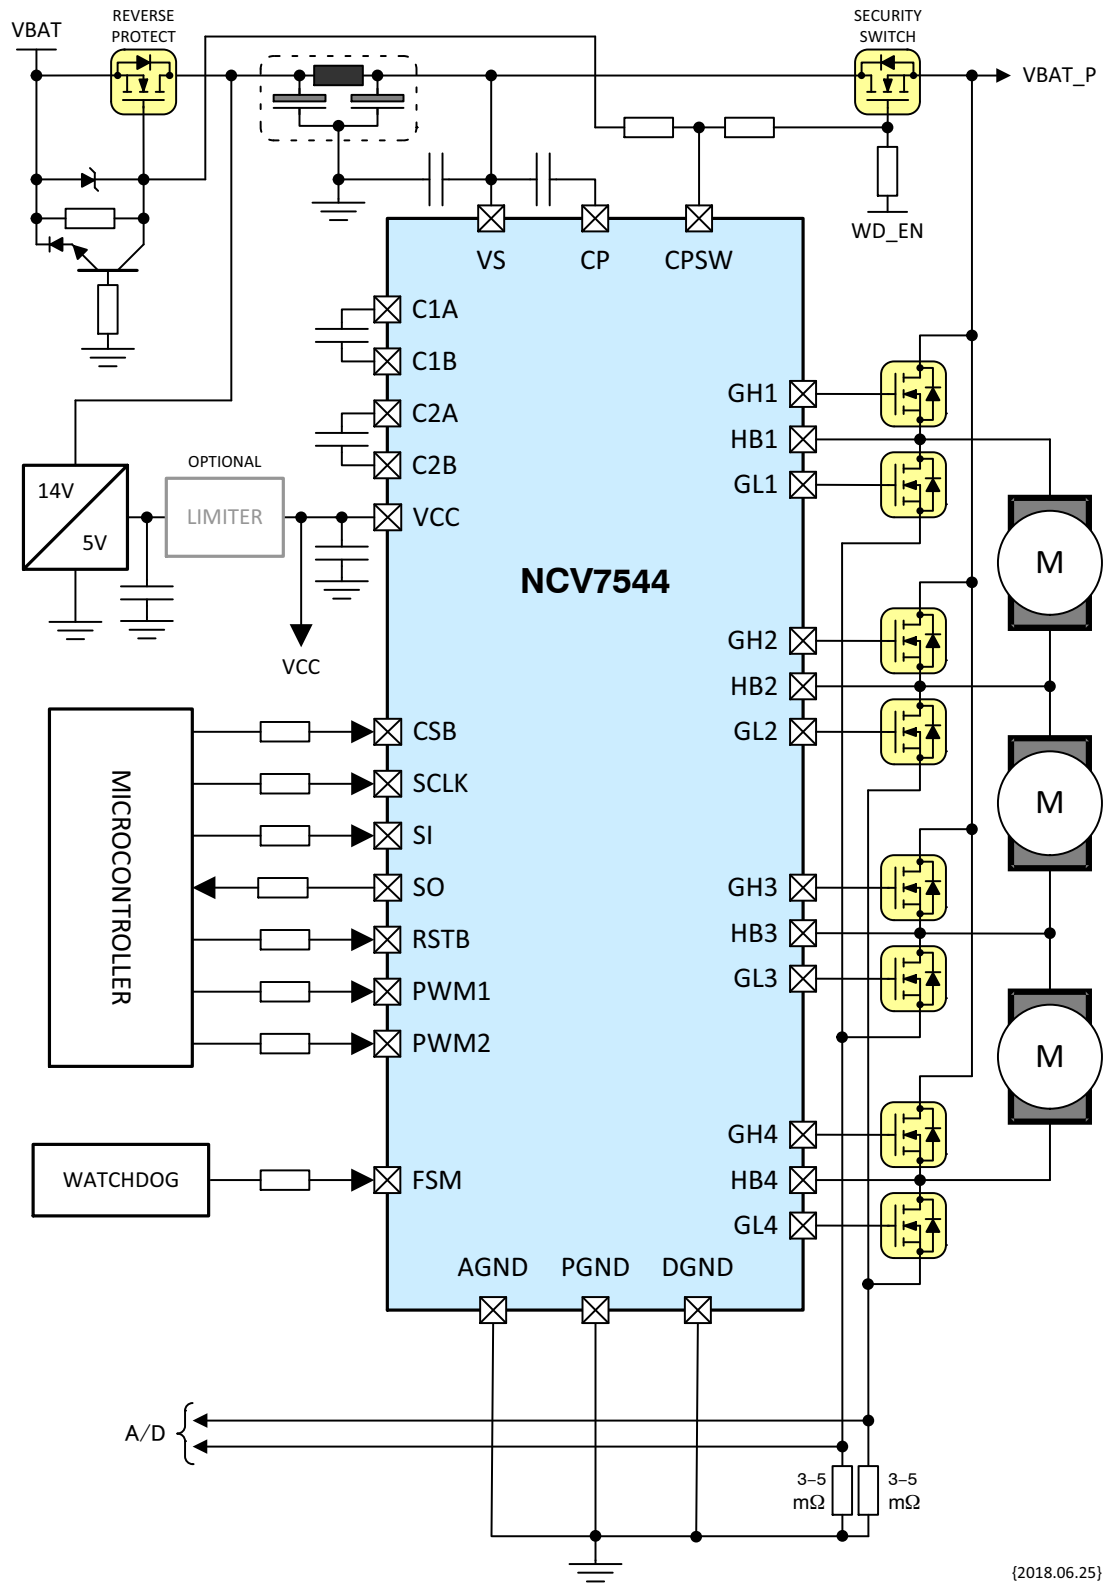 VBAT
REVERSE
PROTECT
SECURITY
SWITCH
VBAT_P
WD_EN
VS
CP
CPSW
C1A
C1B
C2A
C2B
VCC
14V
5V
OPTIONAL
LIMITER
VCC
NCV7544
GH1
HB1
GL1
M
GH2
HB2
GL2
M
GH3
HB3
GL3
M
GH4
HB4
GL4
MICROCONTROLLER
CSB
SCLK
SI
SO
RSTB
PWM1
PWM2
WATCHDOG
FSM
AGND
PGND
DGND
A/D
3–5
mΩ
3–5
mΩ
{2018.06.25}